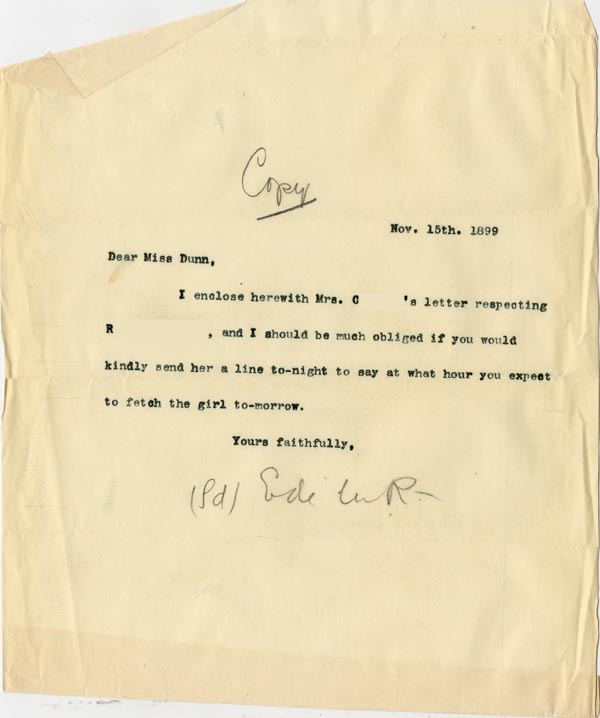 Copy
Nov. 15th. 1899
Dear Miss Dunn,
I enclose herewith Mrs. C 's letter respecting
R , and I should be much obliged if you would
kindly send her a line to-night to say at what hour you expect
to fetch the girl to-morrow.
Yours faithfully,
(Sd)